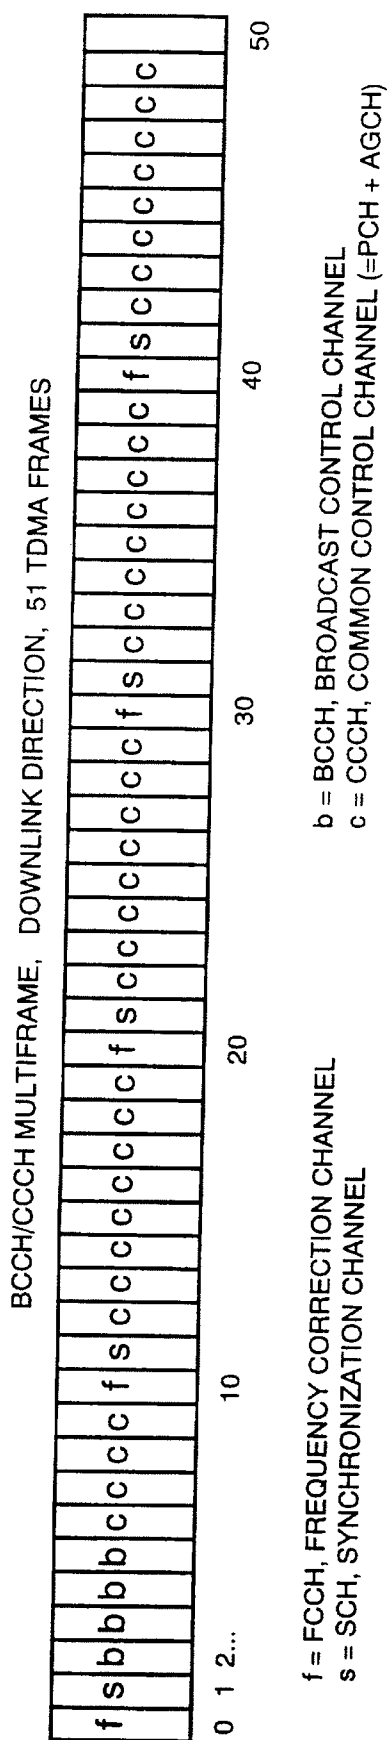 BCCH/CCCH MULTIFRAME, DOWNLINK DIRECTION, 51 TDMA FRAMES
f s b b b b c c c c f s c c c c c c c c f s c c c c c c c c f s c c c c c c c c f s c c c c c c c c
0 1 2... 10 20 30 40 50
f = FCCH, FREQUENCY CORRECTION CHANNEL
s = SCH, SYNCHRONIZATION CHANNEL
b = BCCH, BROADCAST CONTROL CHANNEL
c = CCCH, COMMON CONTROL CHANNEL (=PCH + AGCH)